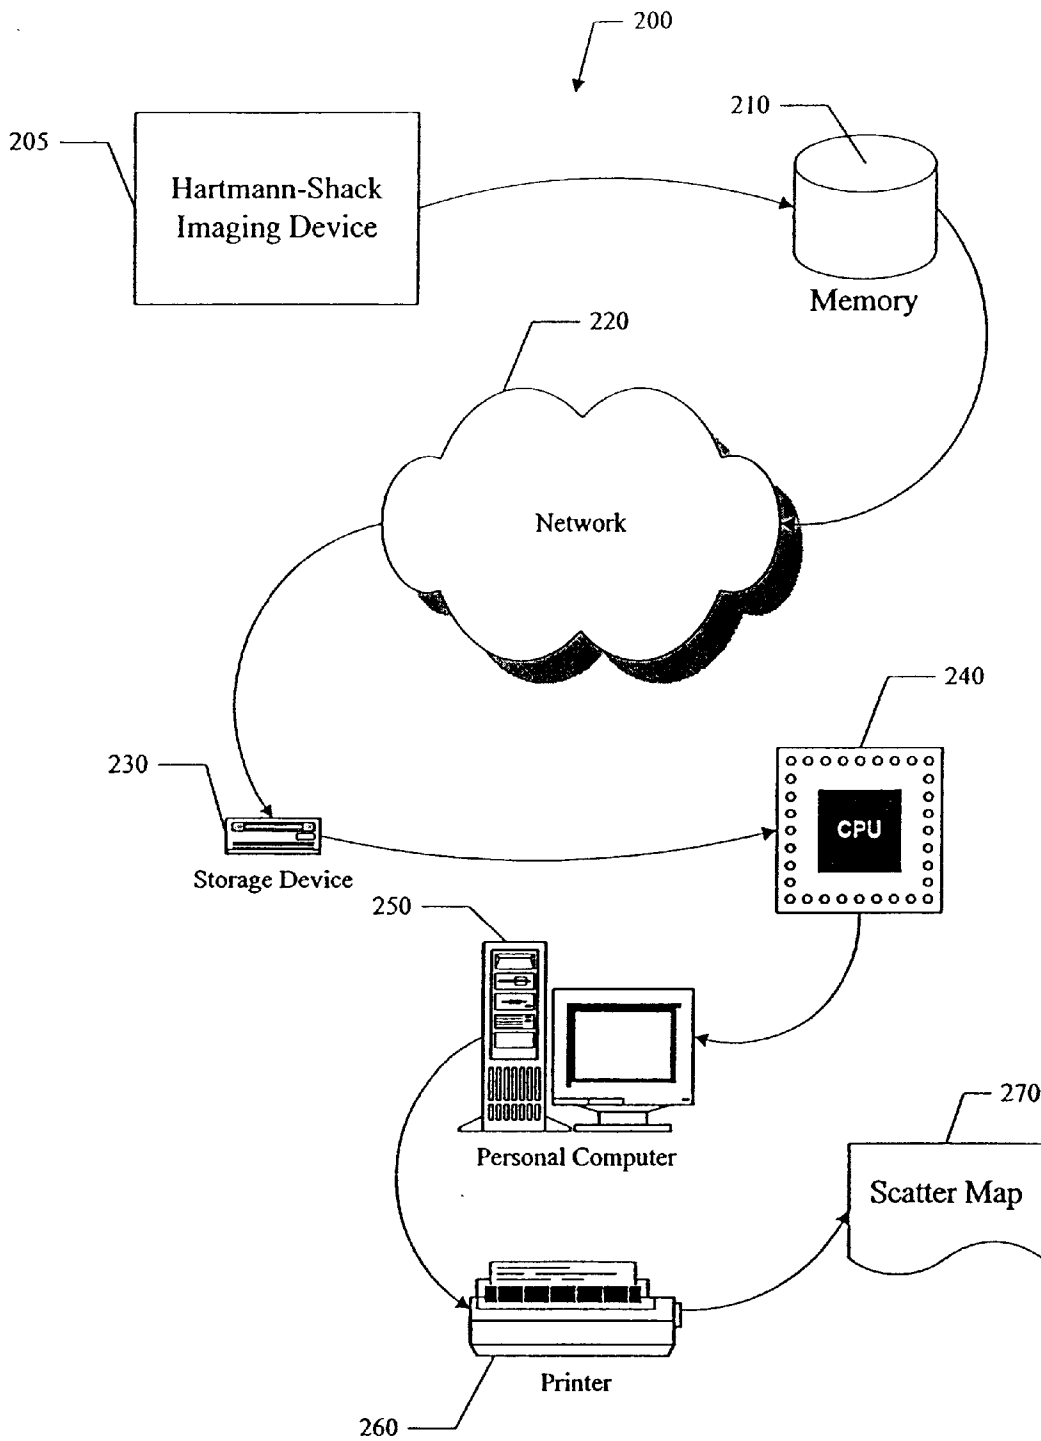 200
205
Hartmann-Shack
Imaging Device
210
Memory
220
Network
230
Storage Device
240
CPU
250
Personal Computer
270
Scatter Map
Printer
260